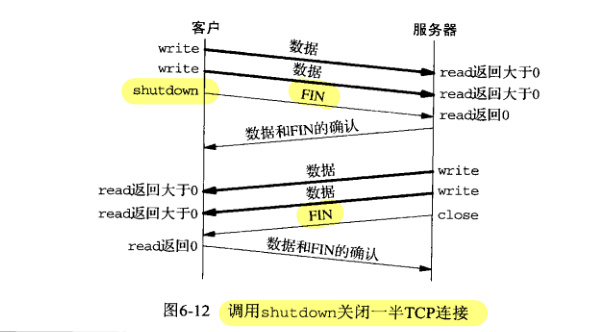 客户 服务器
write 数据
read返回大于0
write 数据
read返回大于0
shutdown FIN
read返回0
数据和FIN的确认
数据 write
read返回大于0
数据 write
read返回大于0
FIN close
read返回0
数据和FIN的确认
图6-12 调用shutdown关闭一半TCP连接